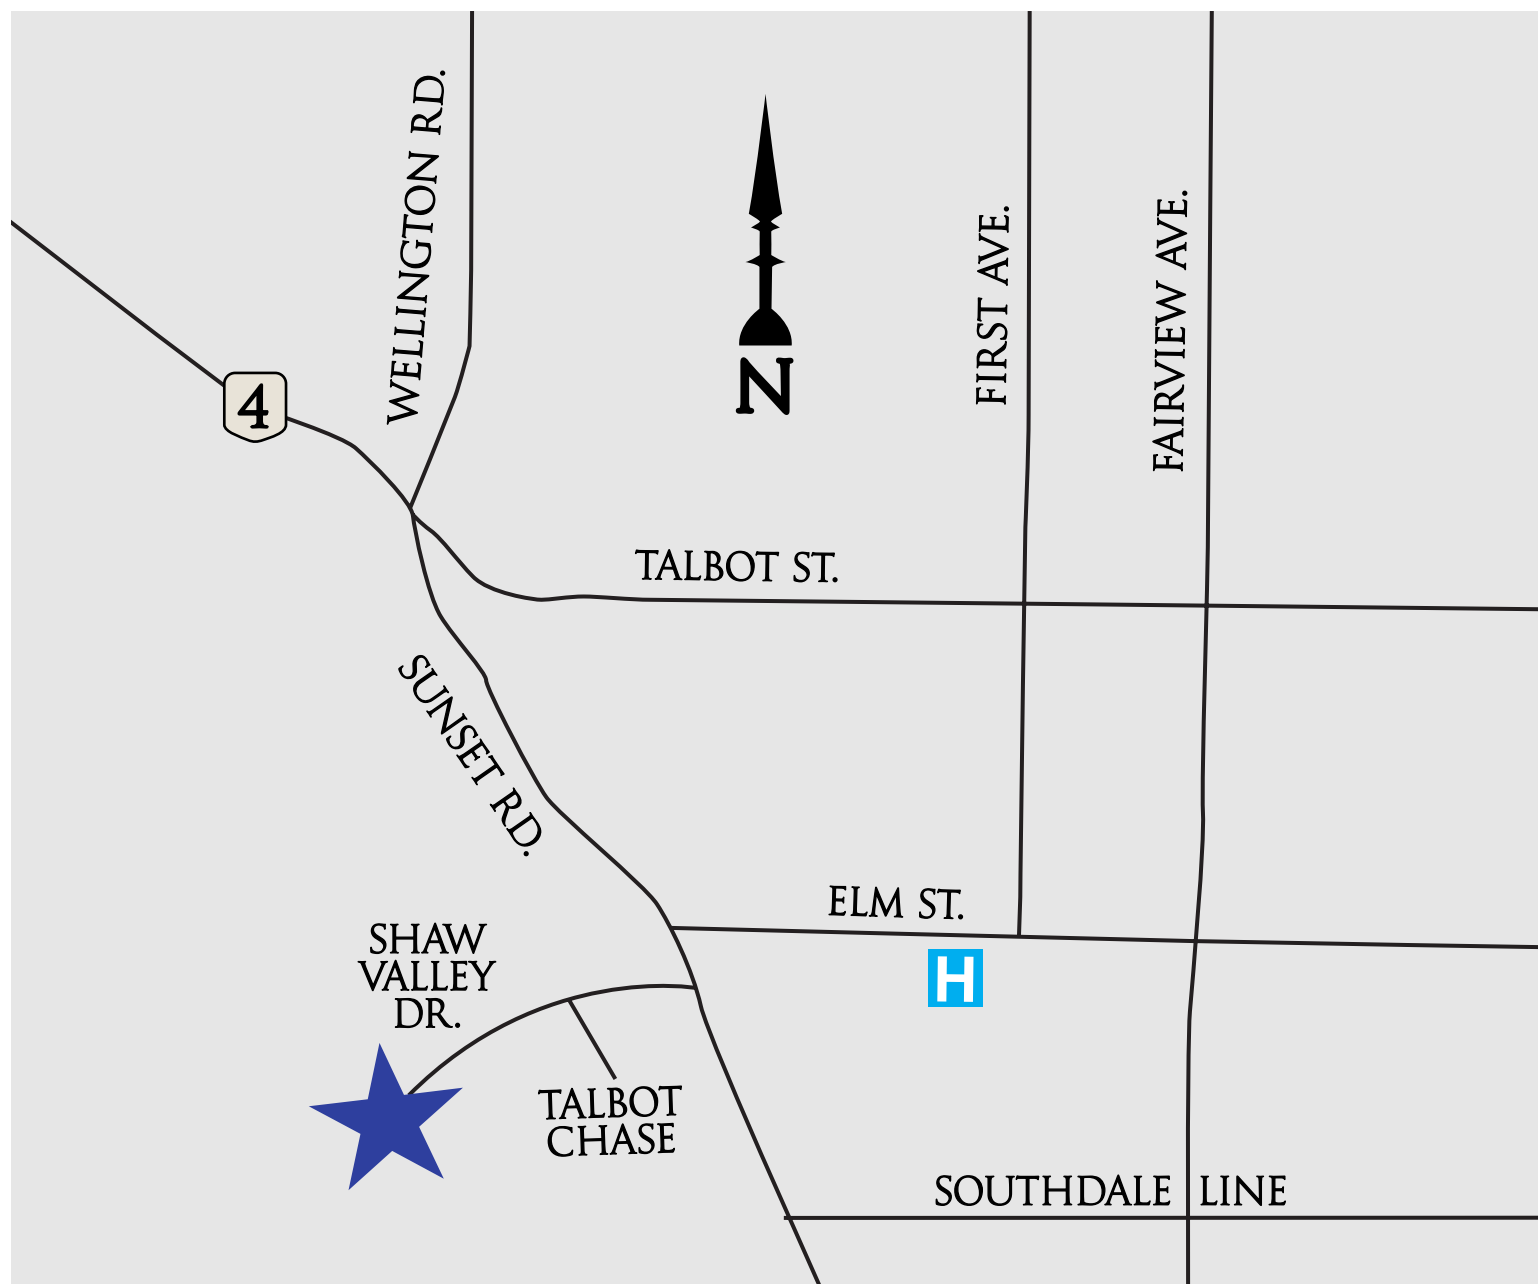 WELLINGTON RD.
FIRST AVE.
FAIRVIEW AVE.
N
4
TALBOT ST.
SUNSET RD.
ELM ST.
H
SHAW
VALLEY
DR.
TALBOT
CHASE
SOUTHDALE LINE